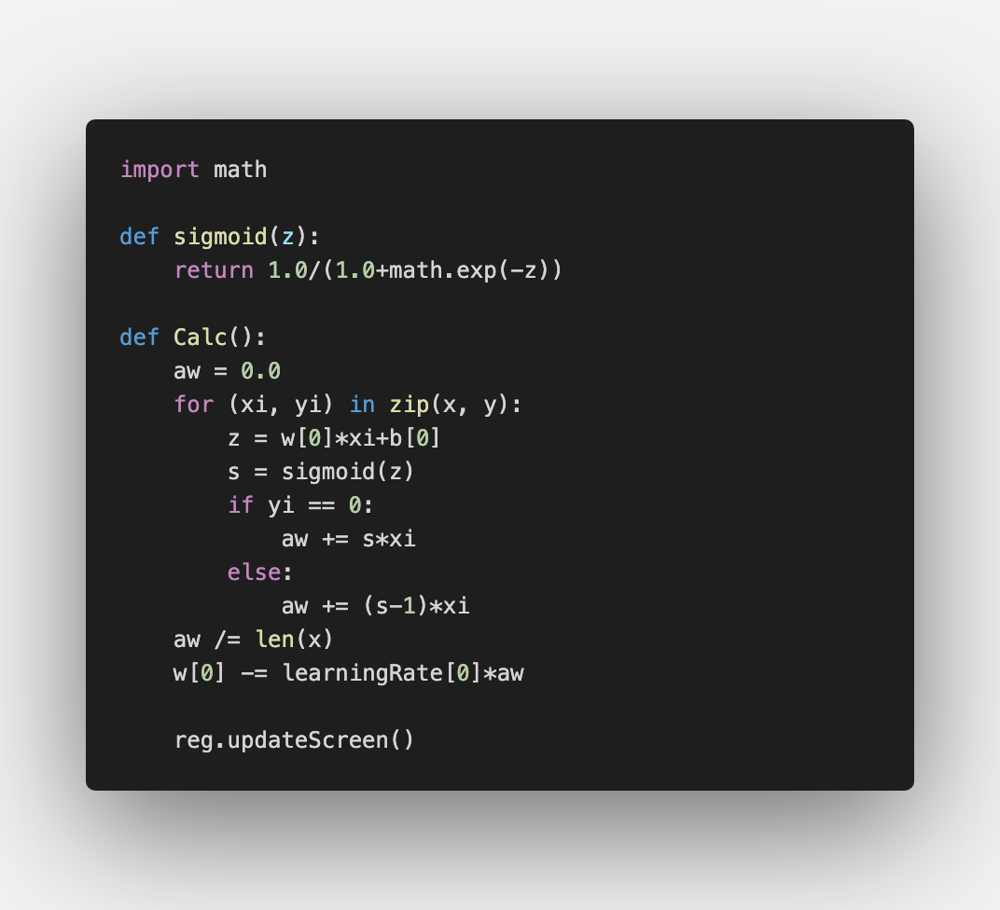 import math
def sigmoid(z):
    return 1.0/(1.0+math.exp(-z))
def Calc():
    aw = 0.0
    for (xi, yi) in zip(x, y):
        z = w[0]*xi+b[0]
        s = sigmoid(z)
        if yi == 0:
            aw += s*xi
        else:
            aw += (s-1)*xi
    aw /= len(x)
    w[0] -= learningRate[0]*aw
    reg.updateScreen()